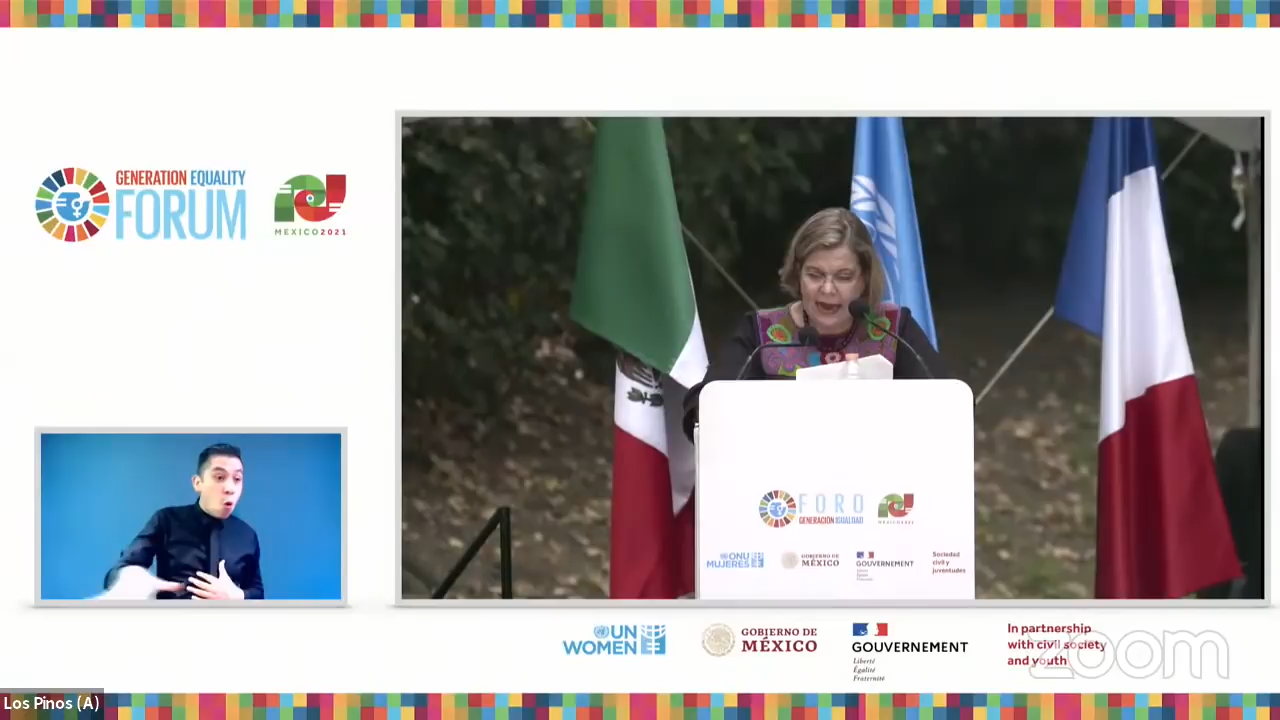 GENERATION EQUALITY
FORUM
MEXICO2021
FORO
GENERACIÓN IGUALDAD
ONU
MUJERES
GOBIERNO DE
MÉXICO
GOUVERNEMENT
Sociedad
civil y
juventudes
UN
WOMEN
GOBIERNO DE
MÉXICO
GOUVERNEMENT
Liberté
Égalité
Fraternité
In partnership
with civil society
and youth
zoom
Los Pinos (A)